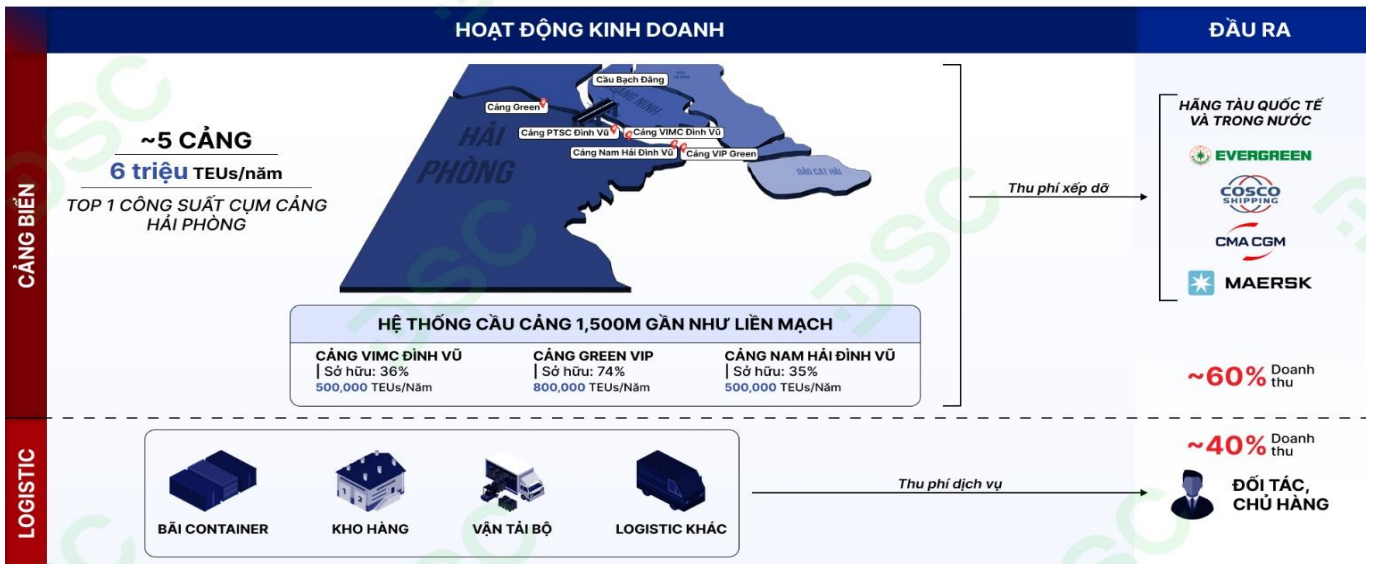 HOẠT ĐỘNG KINH DOANH
ĐẦU RA
CẢNG BIỂN
~5 CẢNG
6 triệu TEUs/năm
TOP 1 CÔNG SUẤT CỤM CẢNG
HẢI PHÒNG
HẢI
PHÒNG
Cầu Bạch Đăng
Cảng Green
Cảng PTSC Đình Vũ
Cảng VIMC Đình Vũ
Cảng Nam Hải Đình Vũ
Cảng VIP Green
ĐẢO CÁT HẢI
Thu phí xếp dỡ
HÃNG TÀU QUỐC TẾ
VÀ TRONG NƯỚC
EVERGREEN
COSCO
SHIPPING
CMA CGM
MAERSK
HỆ THỐNG CẦU CẢNG 1,500M GẦN NHƯ LIỀN MẠCH
CẢNG VIMC ĐÌNH VŨ
| Sở hữu: 36%
500,000 TEUs/Năm
CẢNG GREEN VIP
| Sở hữu: 74%
800,000 TEUs/Năm
CẢNG NAM HẢI ĐÌNH VŨ
| Sở hữu: 35%
500,000 TEUs/Năm
~60% Doanh thu
LOGISTIC
BÃI CONTAINER
KHO HÀNG
VẬN TẢI BỘ
LOGISTIC KHÁC
Thu phí dịch vụ
~40% Doanh thu
ĐỐI TÁC,
CHỦ HÀNG
DSC